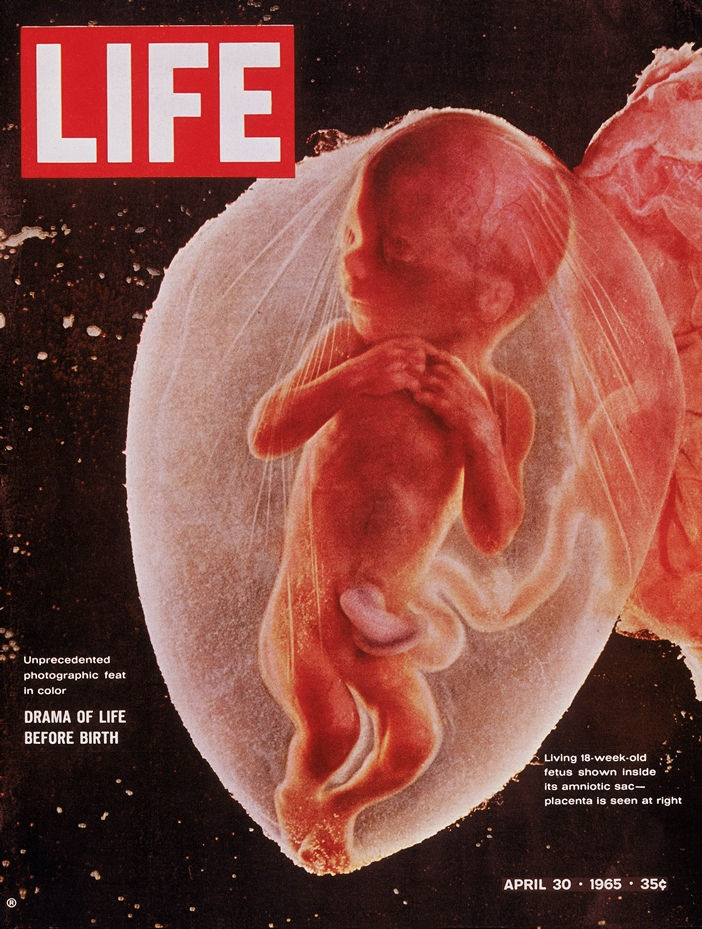 LIFE
Unprecedented
photographic feat
in color
DRAMA OF LIFE
BEFORE BIRTH
Living 18-week-old
fetus shown inside
its amniotic sac—
placenta is seen at right
APRIL 30 · 1965 · 35¢
®